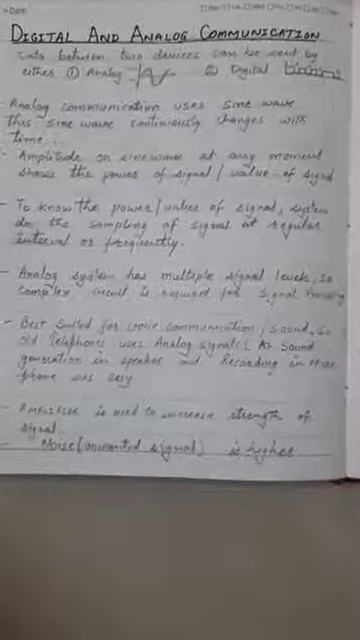 Date
DIGITAL AND ANALOG COMMUNICATION
Data between two devices can be sent by
either ① Analog ② Digital
- Analog communication uses sine wave
this sine wave continiously changes with
time.
- Amplitude on sine wave at any moment
shows the power of signal / value of signal
- To know the power / value of signal, system
do the sampling of signal at regular
interval or frequently.
- Analog system has multiple signal levels, so
complex circuit is required for signal
- Best suited for voice communication / sound, so
old Telephones uses Analog signals ( As sound
generation in speaker and Recording in
phone was easy
- Amplifier is used to increase strength of
signal.
- Noise (unwanted signal) is higher